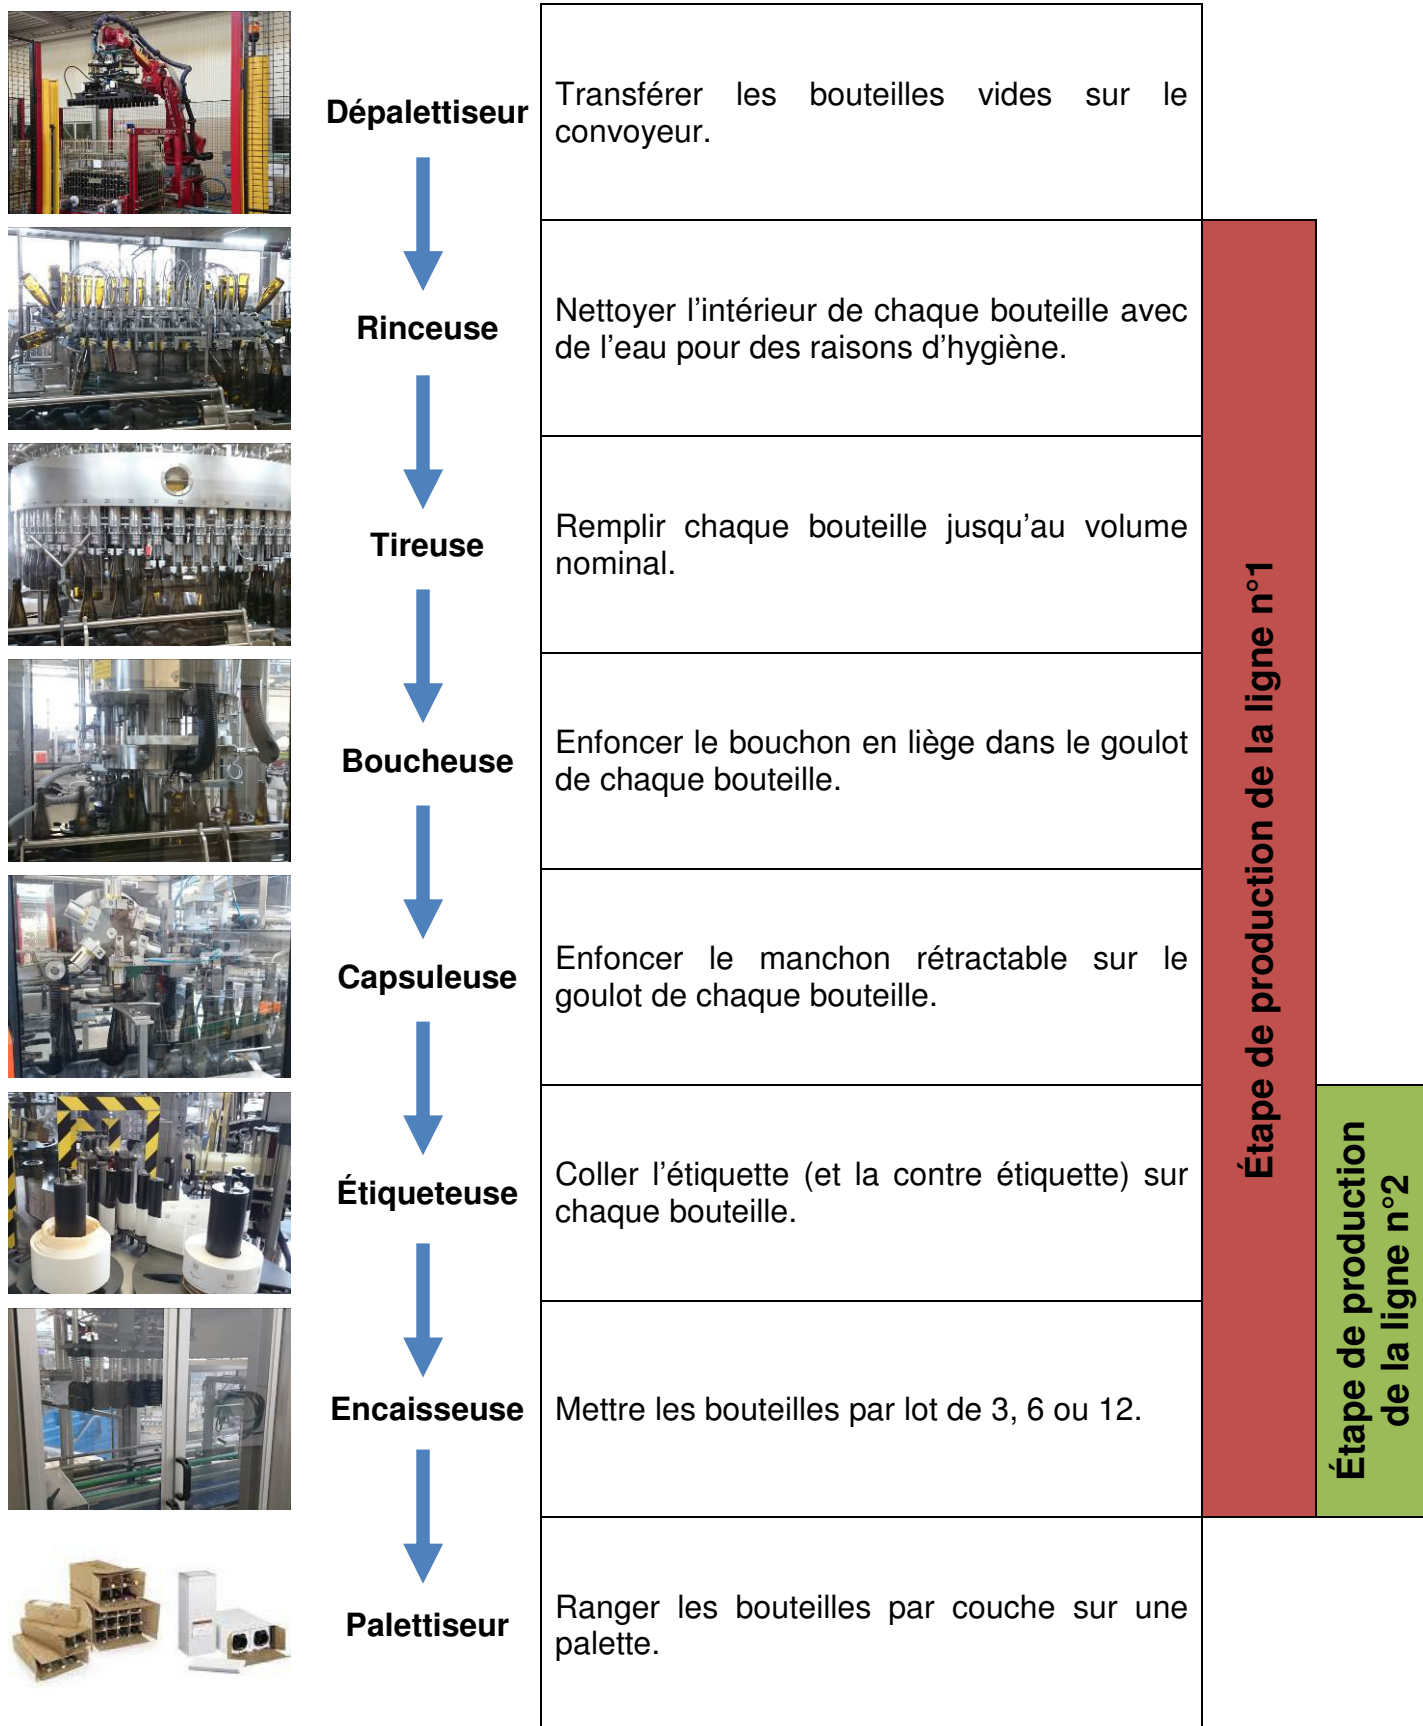 Dépalettiseur
Transférer les bouteilles vides sur le
convoyeur.
Rinceuse
Nettoyer l'intérieur de chaque bouteille avec
de l'eau pour des raisons d'hygiène.
Tireuse
Remplir chaque bouteille jusqu'au volume
nominal.
Boucheuse
Enfoncer le bouchon en liège dans le goulot
de chaque bouteille.
Capsuleuse
Enfoncer le manchon rétractable sur le
goulot de chaque bouteille.
Étiqueteuse
Coller l'étiquette (et la contre étiquette) sur
chaque bouteille.
Encaisseuse
Mettre les bouteilles par lot de 3, 6 ou 12.
Palettiseur
Ranger les bouteilles par couche sur une
palette.
Étape de production de la ligne n°1
Étape de production
de la ligne n°2